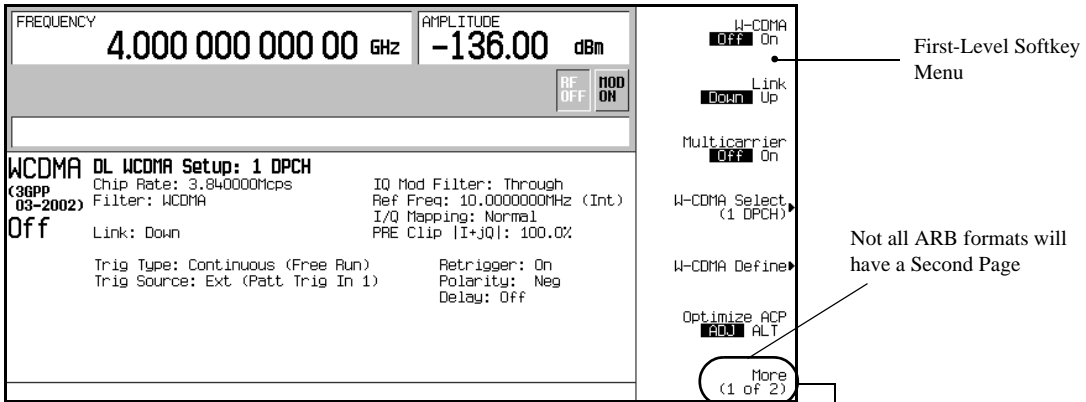 FREQUENCY
4.000 000 000 00 GHz
AMPLITUDE
-136.00 dBm
RF
OFF
MOD
ON
WCDMA
(3GPP
03-2002)
Off
DL WCDMA Setup: 1 DPCH
Chip Rate: 3.840000Mcps
Filter: WCDMA
Link: Down
IQ Mod Filter: Through
Ref Freq: 10.0000000MHz (Int)
I/Q Mapping: Normal
PRE Clip |I+jQ|: 100.0%
Trig Type: Continuous (Free Run)
Trig Source: Ext (Patt Trig In 1)
Retrigger: On
Polarity: Neg
Delay: Off
W-CDMA
Off On
Link
Down Up
Multicarrier
Off On
W-CDMA Select
(1 DPCH)
W-CDMA Define
Optimize ACP
ADJ ALT
More
(1 of 2)
First-Level Softkey
Menu
Not all ARB formats will
have a Second Page